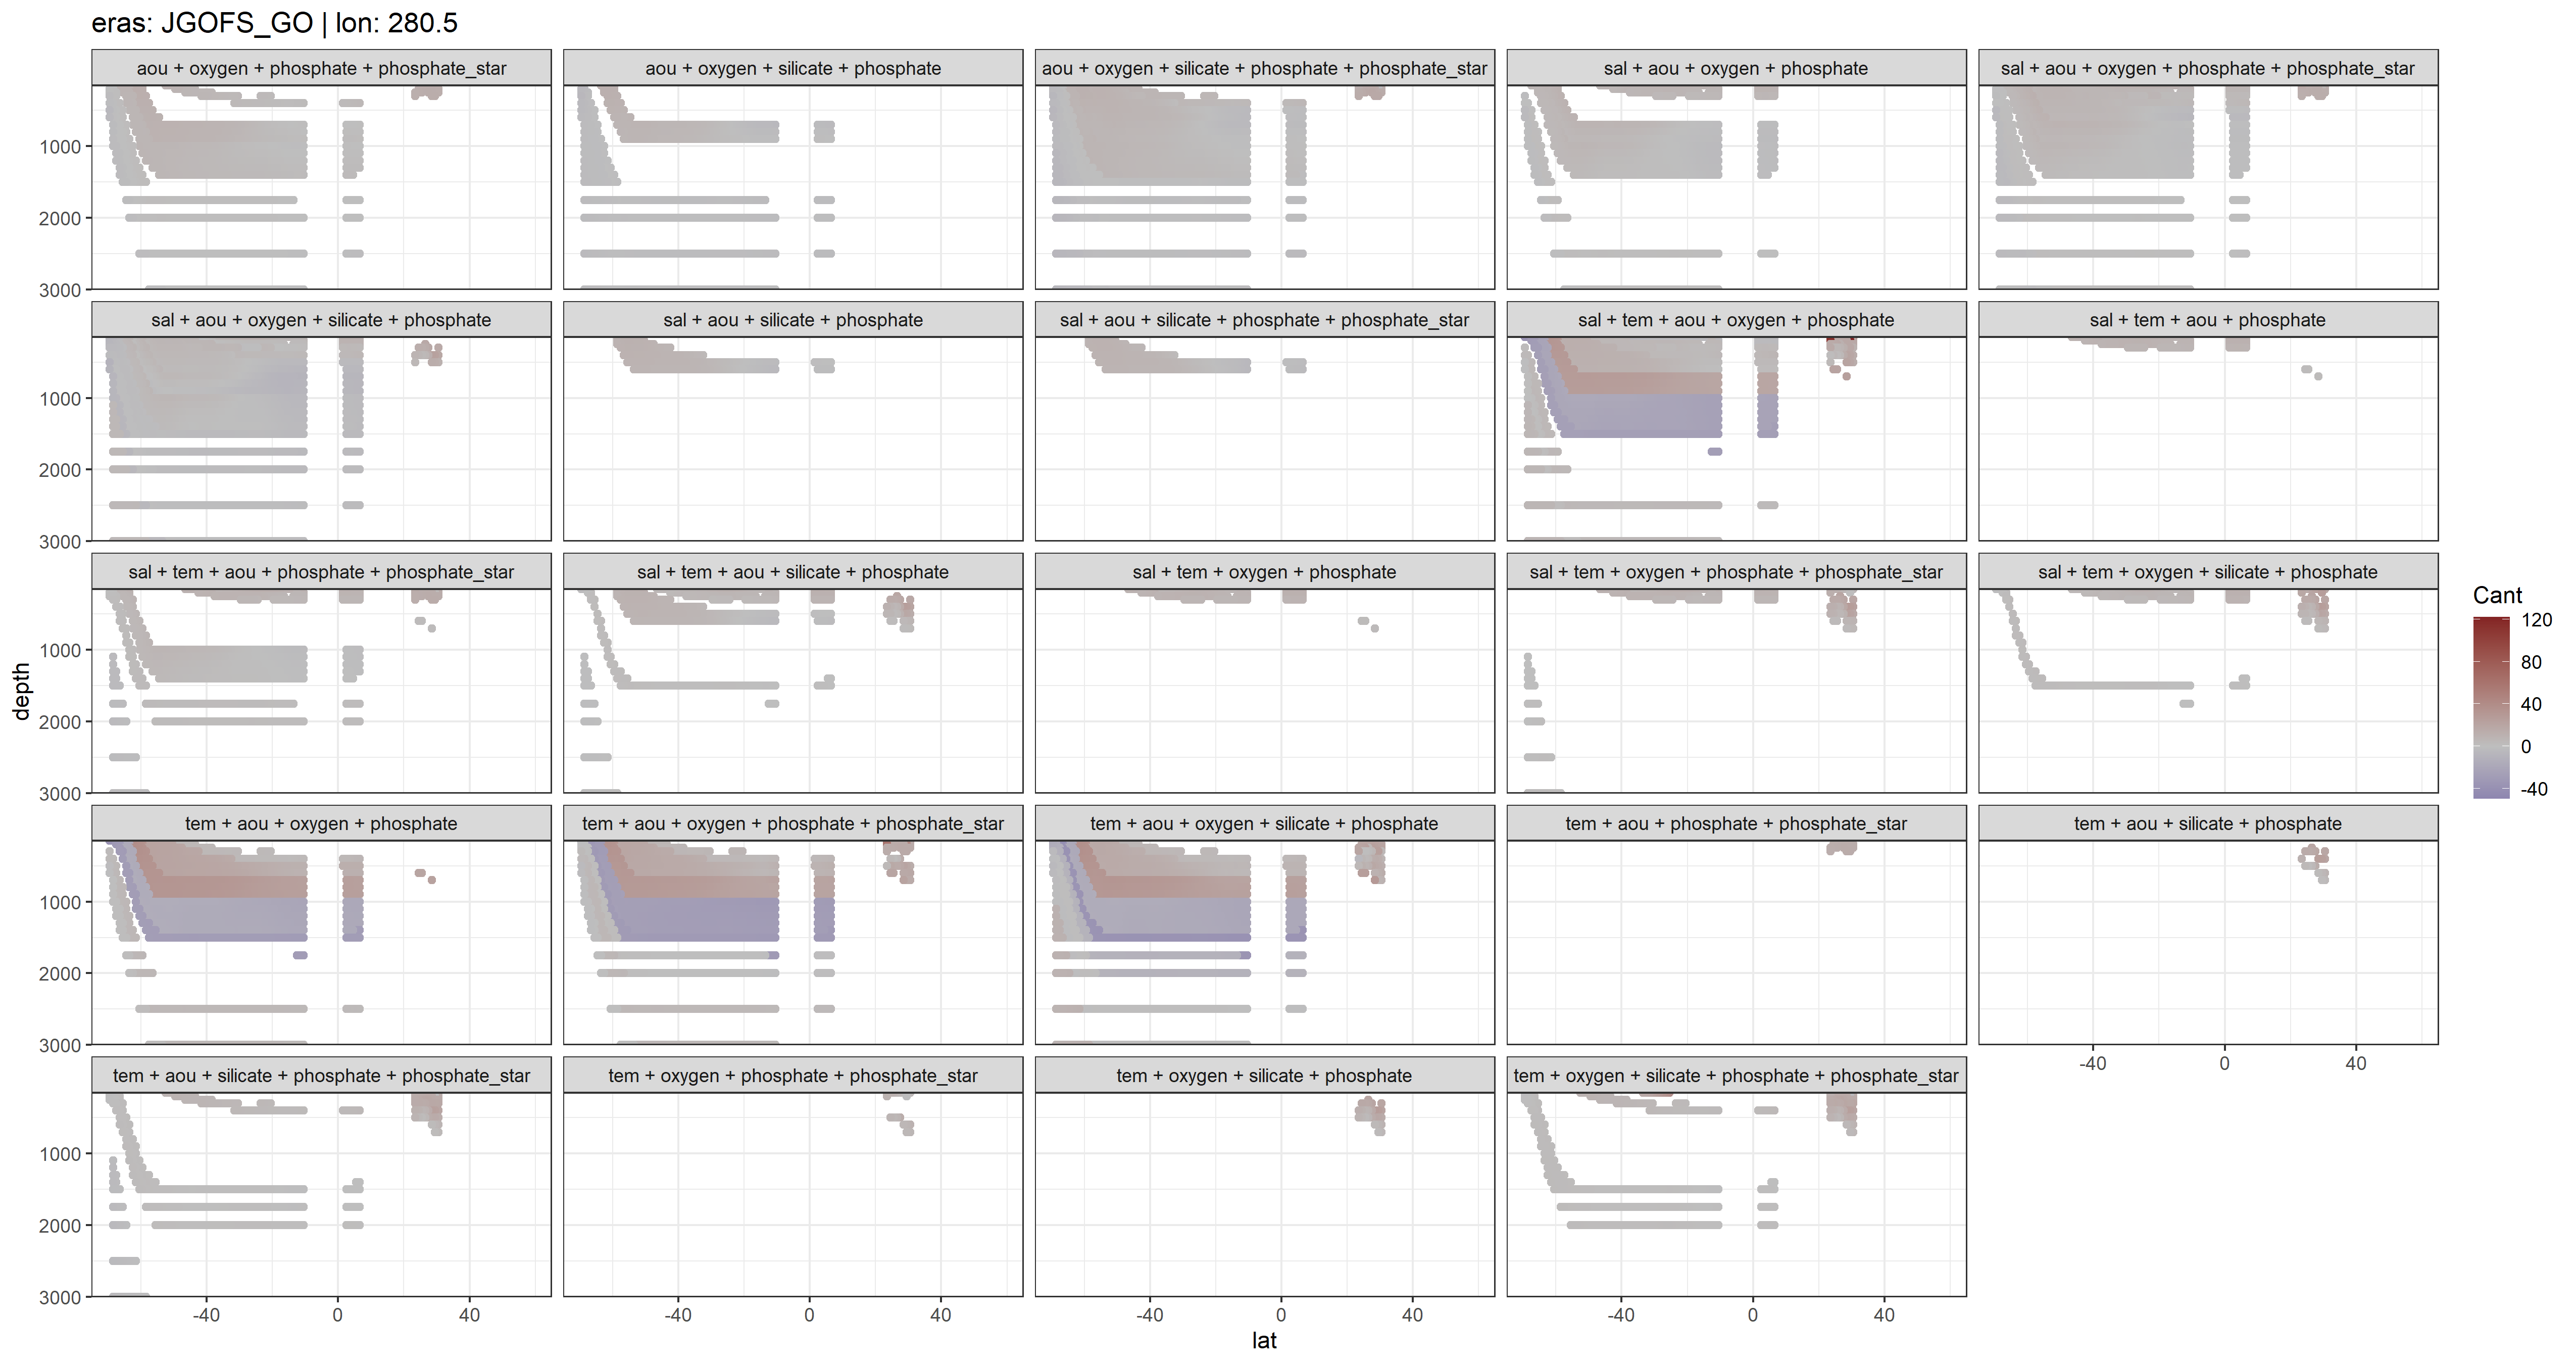 eras: JGOFS_GO | lon: 280.5
aou + oxygen + phosphate + phosphate_star
aou + oxygen + silicate + phosphate
aou + oxygen + silicate + phosphate + phosphate_star
sal + aou + oxygen + phosphate
sal + aou + oxygen + phosphate + phosphate_star
1000
2000
3000
sal + aou + oxygen + silicate + phosphate
sal + aou + silicate + phosphate
sal + aou + silicate + phosphate + phosphate_star
sal + tem + aou + oxygen + phosphate
sal + tem + aou + phosphate
1000
2000
3000
sal + tem + aou + phosphate + phosphate_star
sal + tem + aou + silicate + phosphate
sal + tem + oxygen + phosphate
sal + tem + oxygen + phosphate + phosphate_star
sal + tem + oxygen + silicate + phosphate
1000
2000
3000
depth
Cant
120
80
40
0
-40
tem + aou + oxygen + phosphate
tem + aou + oxygen + phosphate + phosphate_star
tem + aou + oxygen + silicate + phosphate
tem + aou + phosphate + phosphate_star
tem + aou + silicate + phosphate
1000
2000
3000
-40 0 40
tem + aou + silicate + phosphate + phosphate_star
tem + oxygen + phosphate + phosphate_star
tem + oxygen + silicate + phosphate
tem + oxygen + silicate + phosphate + phosphate_star
1000
2000
3000
-40 0 40
-40 0 40
-40 0 40
-40 0 40
lat